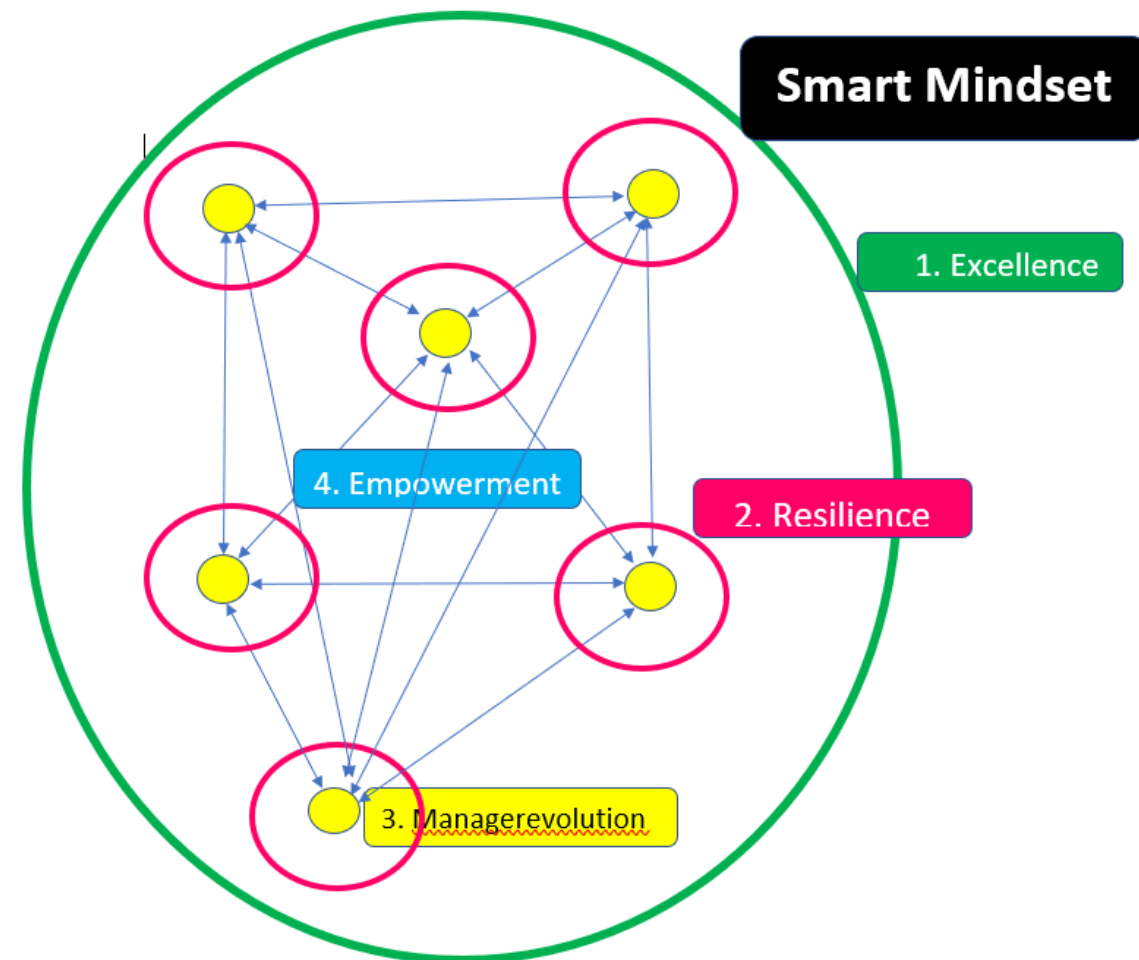 Smart Mindset
1. Excellence
4. Empowerment
2. Resilience
3. Managerevolution